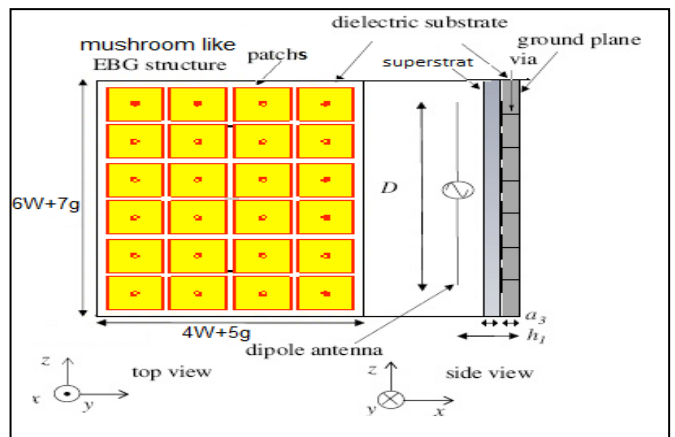 dielectric substrate
mushroom like
EBG structure
patchs
superstrat
ground plane
via
6W+7g
D
4W+5g
a3
h1
dipole antenna
z
x
y
top view
z
y
x
side view